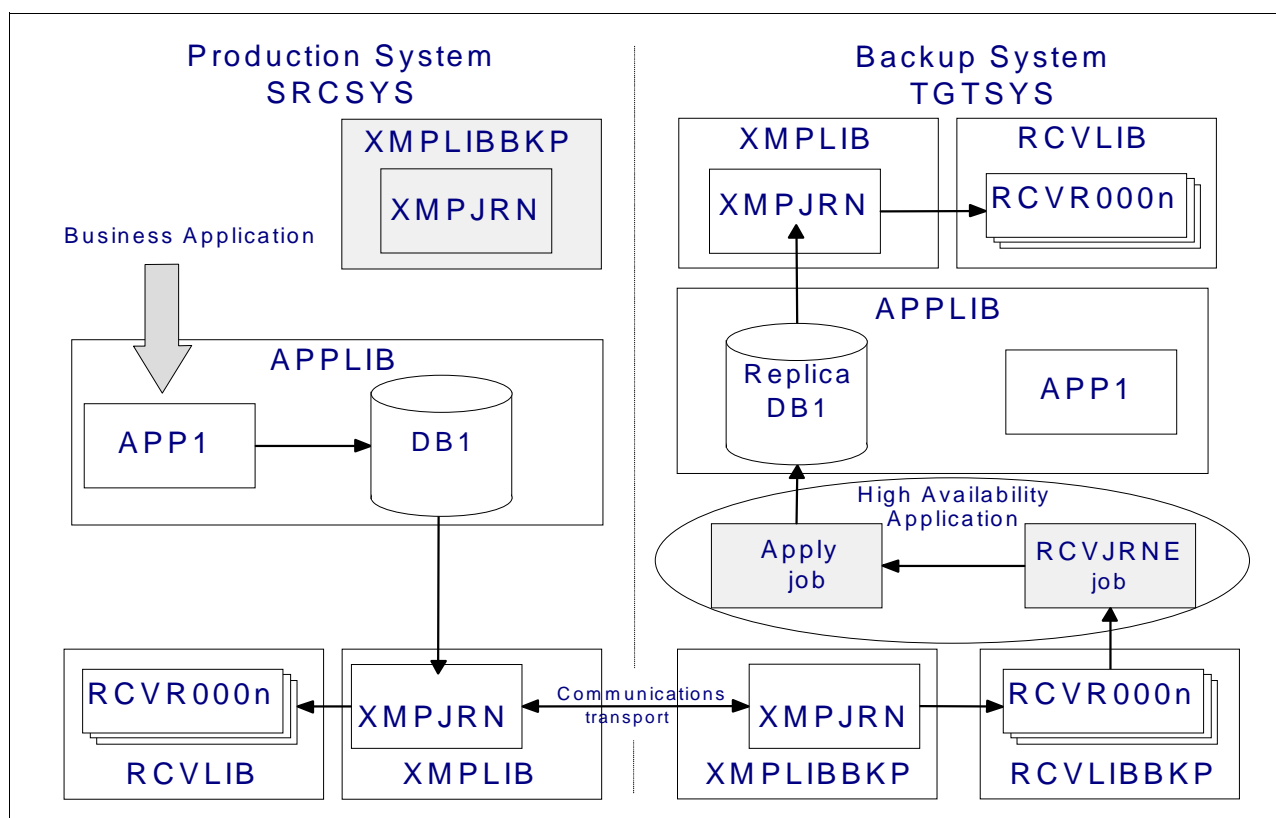 Production System
SRCSYS
XMPLIBBKP
XMPJRN
Business Application
APPLIB
APP1
DB1
RCVR000n
RCVLIB
XMPJRN
XMPLIB
Communications
transport
Backup System
TGTSYS
XMPLIB
XMPJRN
RCVLIB
RCVR000n
APPLIB
Replica
DB1
APP1
High Availability
Application
Apply
job
RCVJRNE
job
XMPJRN
XMPLIBBKP
RCVR000n
RCVLIBBKP